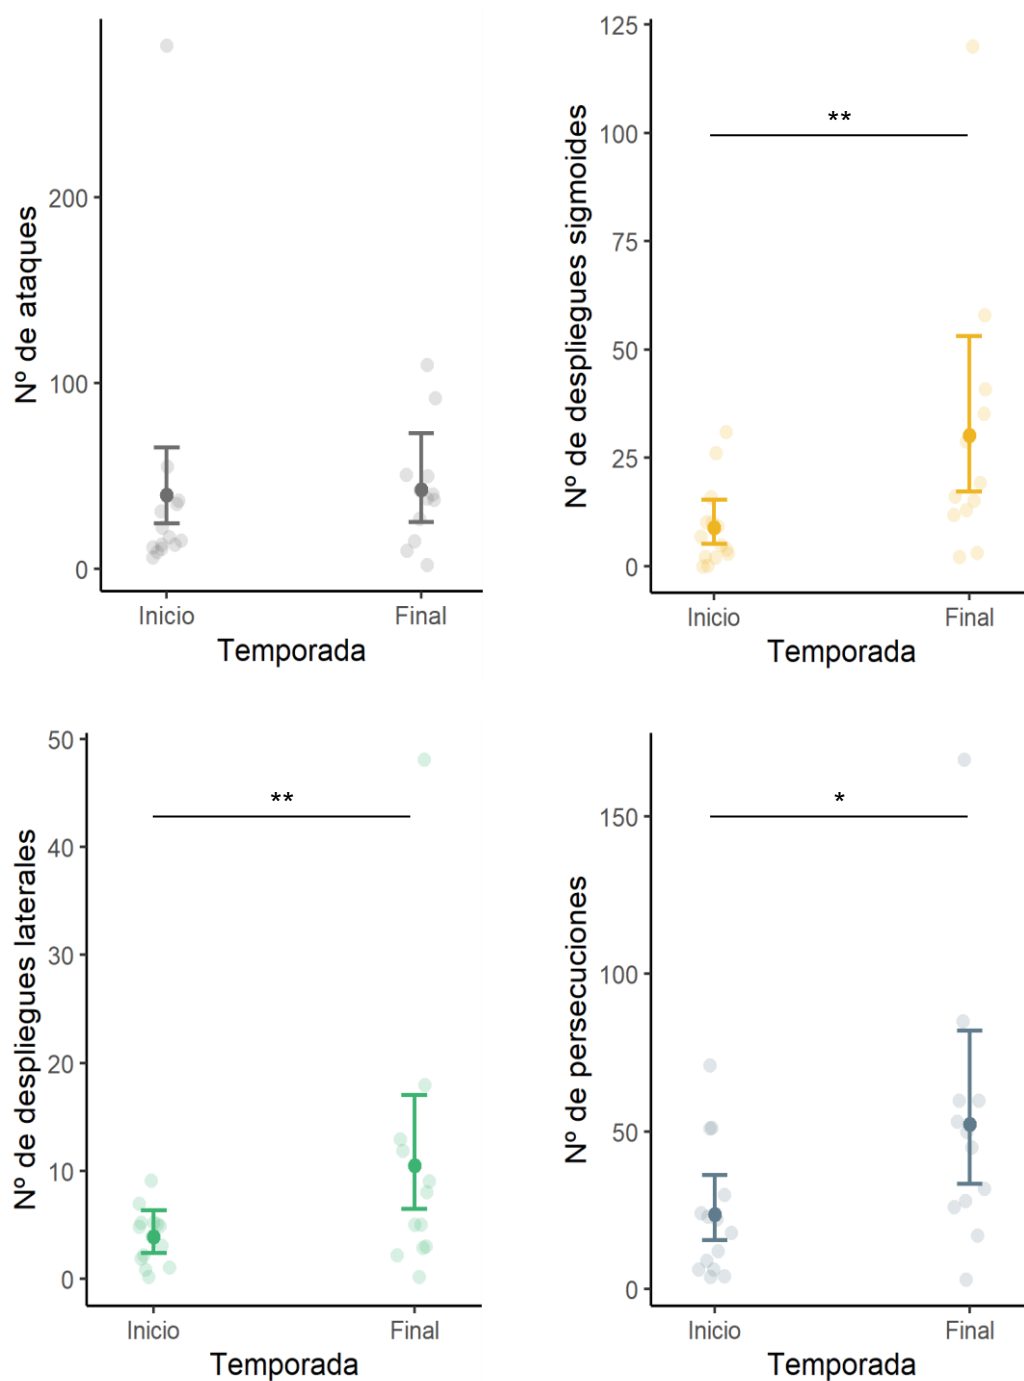 Nº de ataques
200
100
0
Inicio
Final
Temporada
Nº de despliegues sigmoides
125
100
75
50
25
0
**
Inicio
Final
Temporada
Nº de despliegues laterales
50
40
30
20
10
0
**
Inicio
Final
Temporada
Nº de persecuciones
150
100
50
0
*
Inicio
Final
Temporada